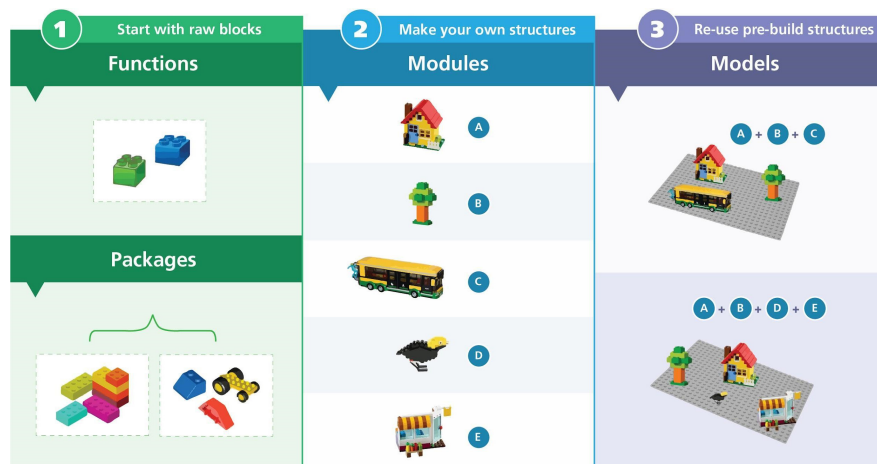 1 Start with raw blocks
Functions
Packages
2 Make your own structures
Modules
A
B
C
D
E
3 Re-use pre-build structures
Models
A + B + C
A + B + D + E